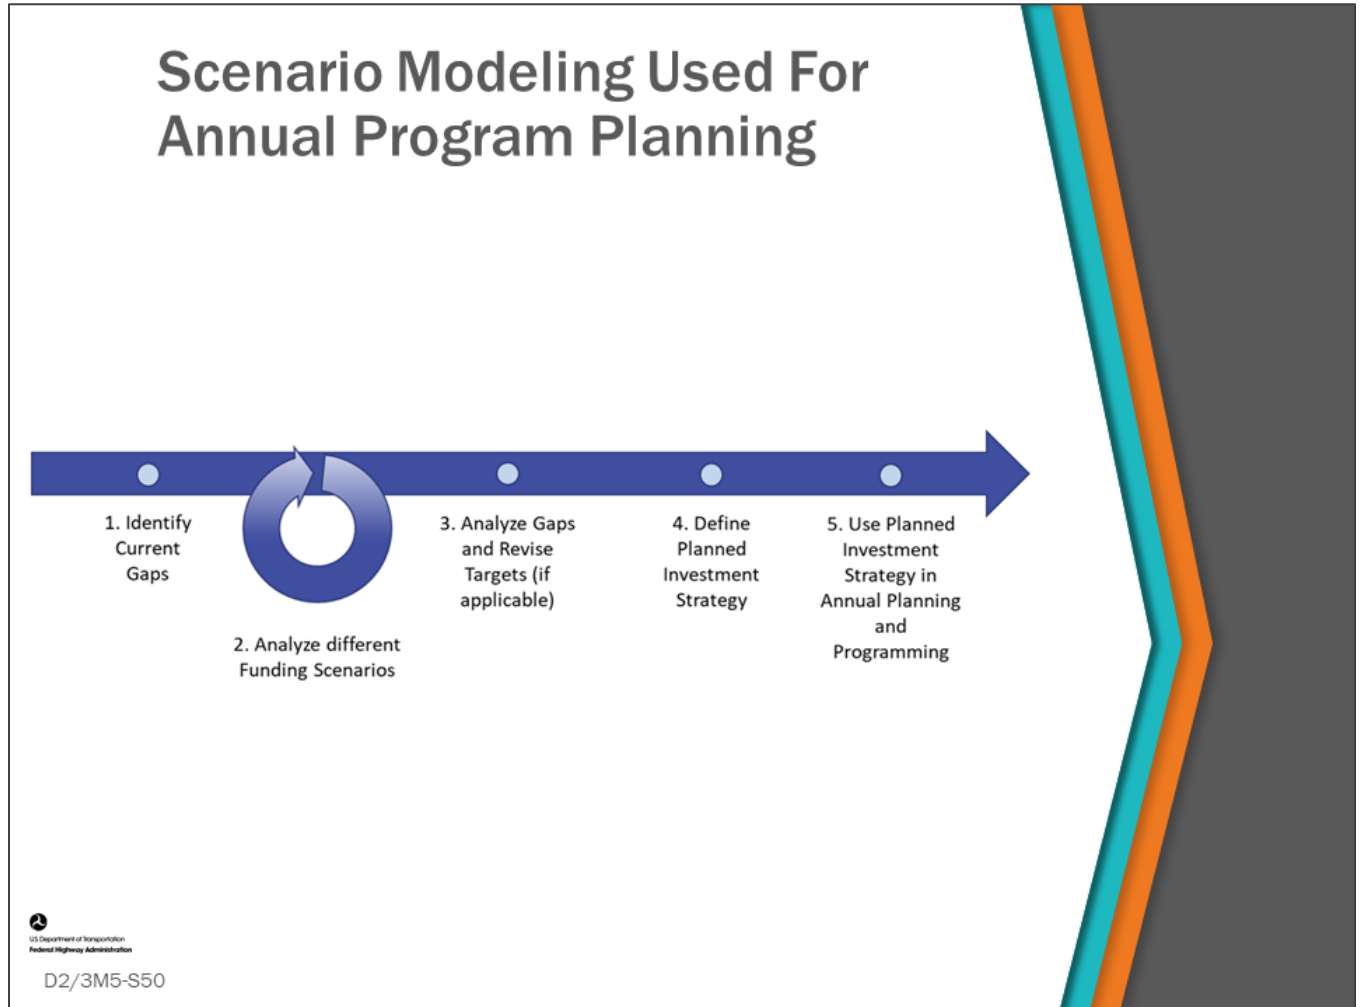 Scenario Modeling Used For
Annual Program Planning
1. Identify
Current
Gaps
2. Analyze different
Funding Scenarios
3. Analyze Gaps
and Revise
Targets (if
applicable)
4. Define
Planned
Investment
Strategy
5. Use Planned
Investment
Strategy in
Annual Planning
and
Programming
U.S. Department of Transportation
Federal Highway Administration
D2/3M5-S50